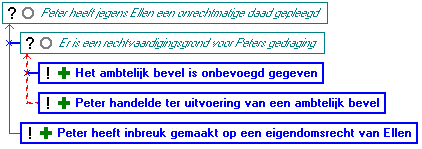 ? Peter heeft jegens Ellen een onrechtmatige daad gepleegd
? Er is een rechtvaardigingsgrond voor Peters gedraging
! Het ambtelijk bevel is onbevoegd gegeven
! Peter handelde ter uitvoering van een ambtelijk bevel
! Peter heeft inbreuk gemaakt op een eigendomsrecht van Ellen